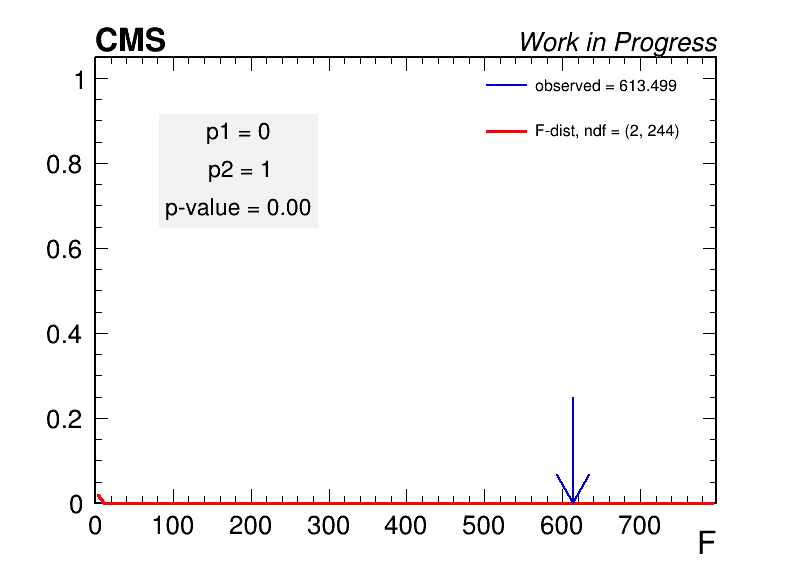 CMS
Work in Progress
observed = 613.499
F-dist, ndf = (2, 244)
p1 = 0
p2 = 1
p-value = 0.00
1
0.8
0.6
0.4
0.2
0
0 100 200 300 400 500 600 700
F